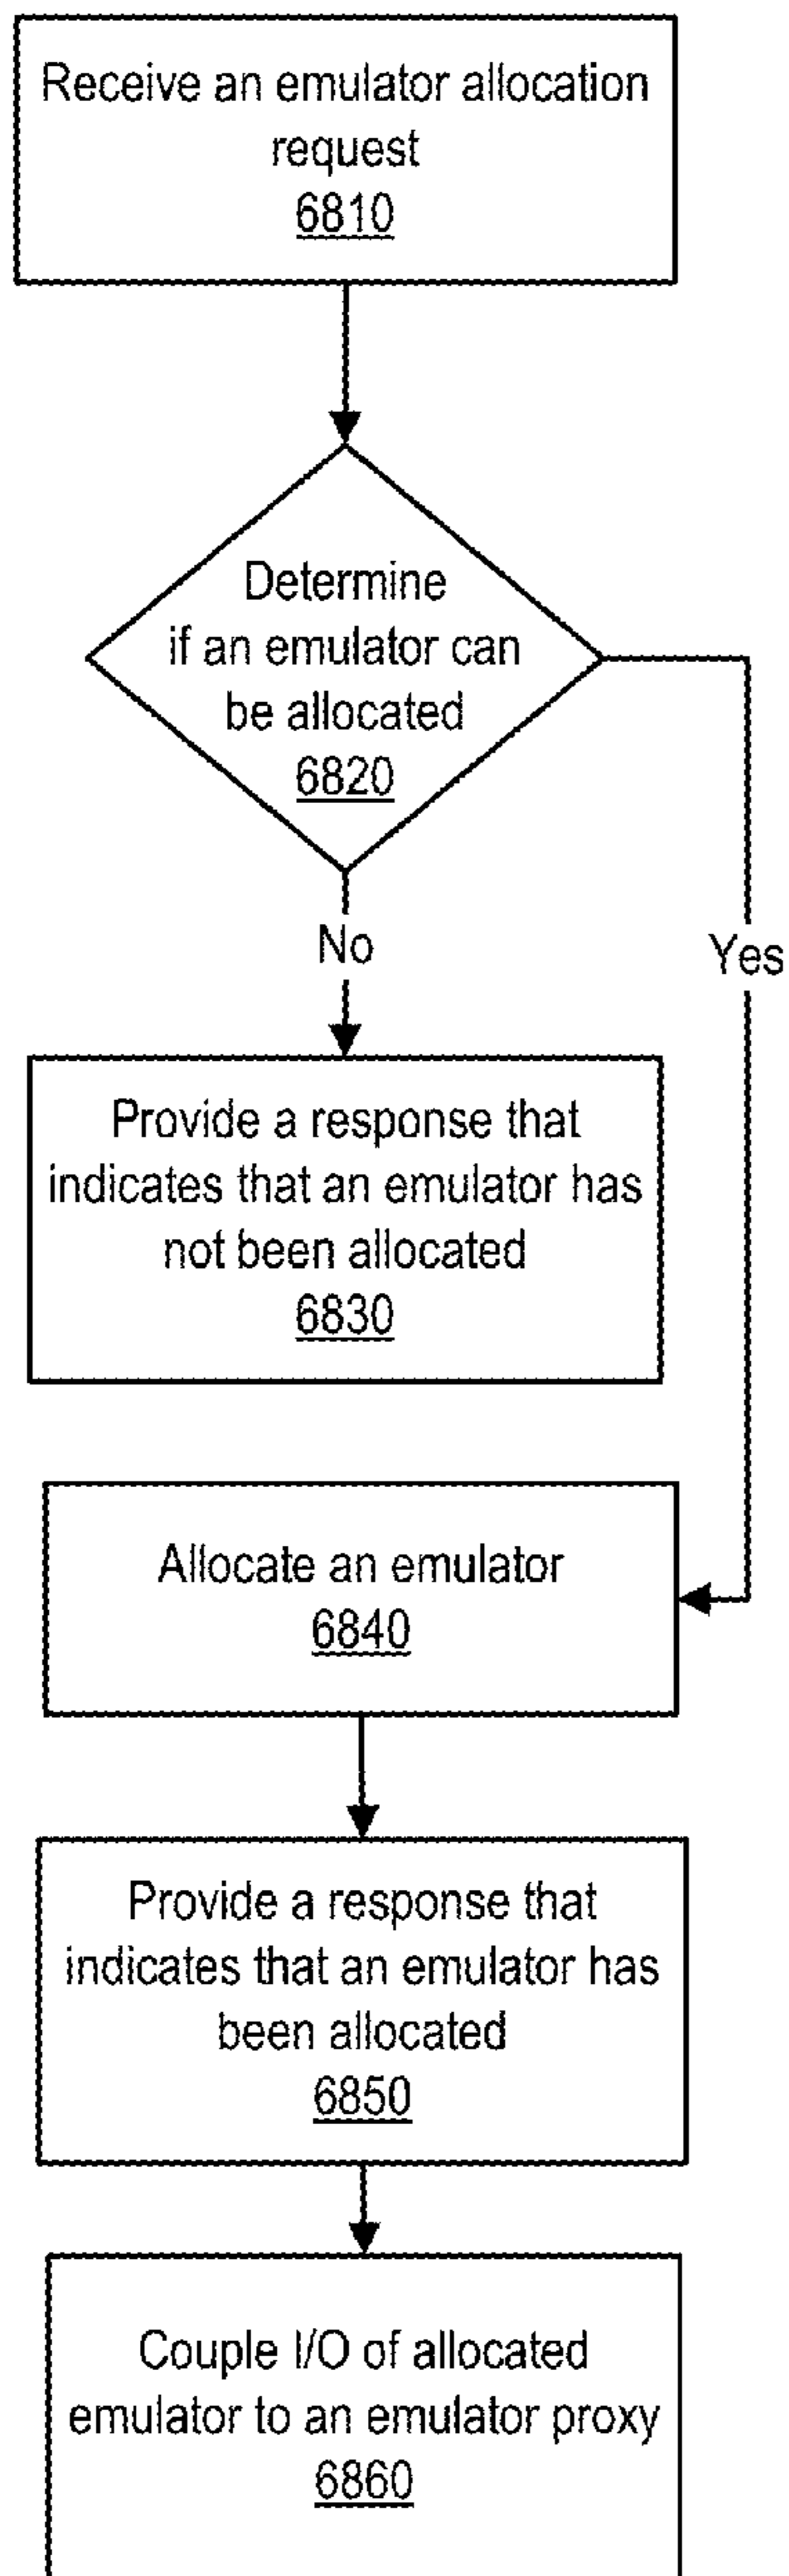 Receive an emulator allocation
request
6810
Determine
if an emulator can
be allocated
6820
No
Yes
Provide a response that
indicates that an emulator has
not been allocated
6830
Allocate an emulator
6840
Provide a response that
indicates that an emulator has
been allocated
6850
Couple I/O of allocated
emulator to an emulator proxy
6860